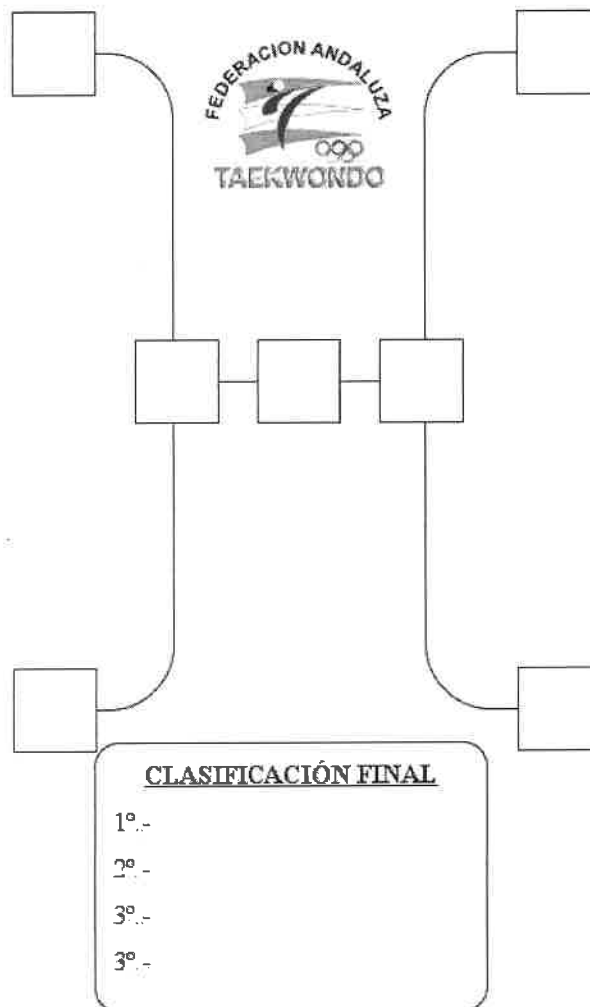 FEDERACION ANDALUZA
TAEKWONDO
CLASIFICACIÓN FINAL
1º.-
2º.-
3º.-
3º.-